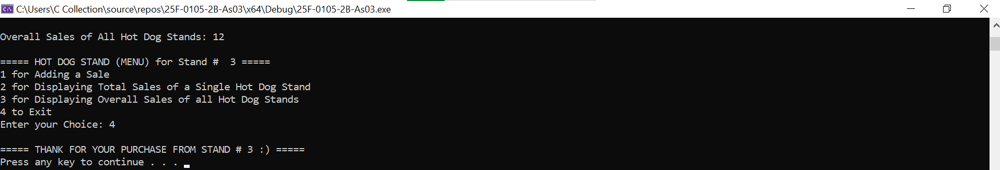 C:\Users\C Collection\source\repos\25F-0105-2B-As03\x64\Debug\25F-0105-2B-As03.exe
Overall Sales of All Hot Dog Stands: 12
===== HOT DOG STAND (MENU) for Stand #  3 =====
1 for Adding a Sale
2 for Displaying Total Sales of a Single Hot Dog Stand
3 for Displaying Overall Sales of all Hot Dog Stands
4 to Exit
Enter your Choice: 4
===== THANK FOR YOUR PURCHASE FROM STAND # 3 :) =====
Press any key to continue . . .